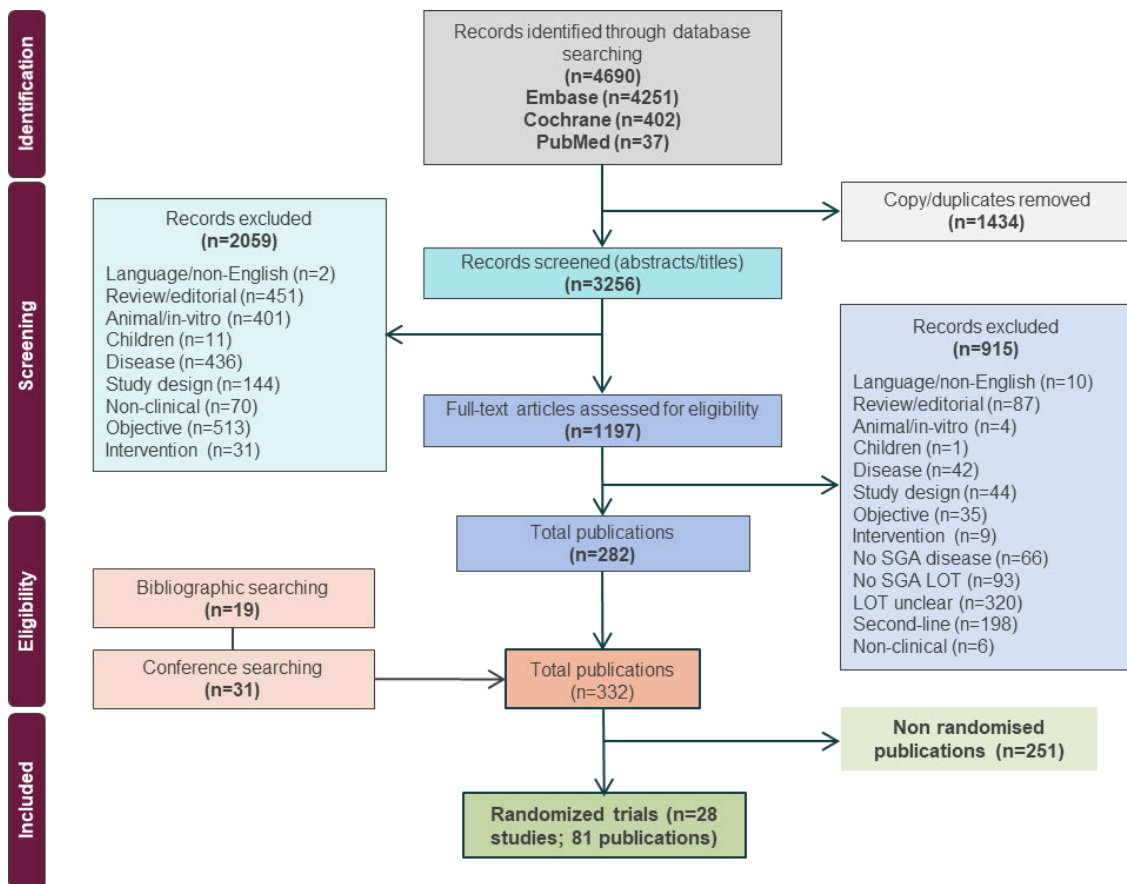 Identification
Records identified through database
searching
(n=4690)
Embase (n=4251)
Cochrane (n=402)
PubMed (n=37)
Screening
Copy/duplicates removed
(n=1434)
Records excluded
(n=2059)
Language/non-English (n=2)
Review/editorial (n=451)
Animal/in-vitro (n=401)
Children (n=11)
Disease (n=436)
Study design (n=144)
Non-clinical (n=70)
Objective (n=513)
Intervention (n=31)
Records screened (abstracts/titles)
(n=3256)
Full-text articles assessed for eligibility
(n=1197)
Records excluded
(n=915)
Language/non-English (n=10)
Review/editorial (n=87)
Animal/in-vitro (n=4)
Children (n=1)
Disease (n=42)
Study design (n=44)
Objective (n=35)
Intervention (n=9)
No SGA disease (n=66)
No SGA LOT (n=93)
LOT unclear (n=320)
Second-line (n=198)
Non-clinical (n=6)
Eligibility
Total publications
(n=282)
Bibliographic searching
(n=19)
Conference searching
(n=31)
Total publications
(n=332)
Included
Non randomised
publications (n=251)
Randomized trials (n=28
studies; 81 publications)